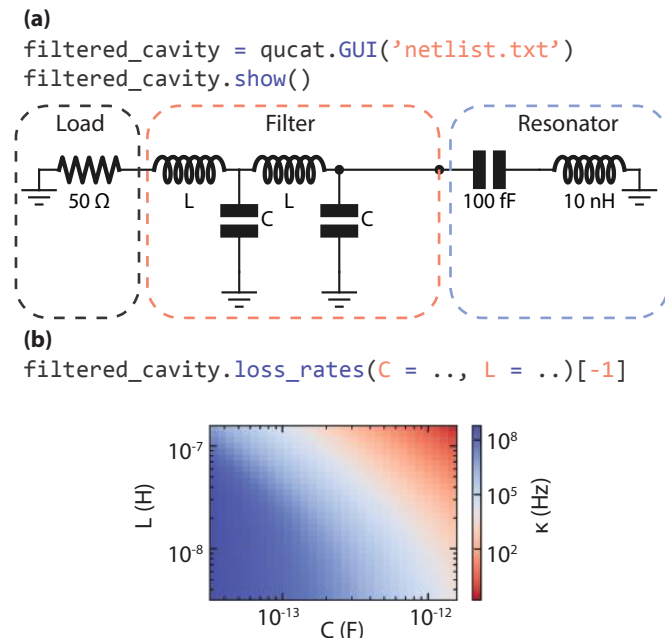 (a)
filtered_cavity = qucat.GUI(’netlist.txt’)
filtered_cavity.show()
Load Filter Resonator
50 Ω L L 100 fF 10 nH
C C
(b)
filtered_cavity.loss_rates(C = .., L = ..)[-1]
10⁻⁷
10⁻⁸
L (H)
10⁻¹³ 10⁻¹²
C (F)
10⁸
10⁵
10²
κ (Hz)